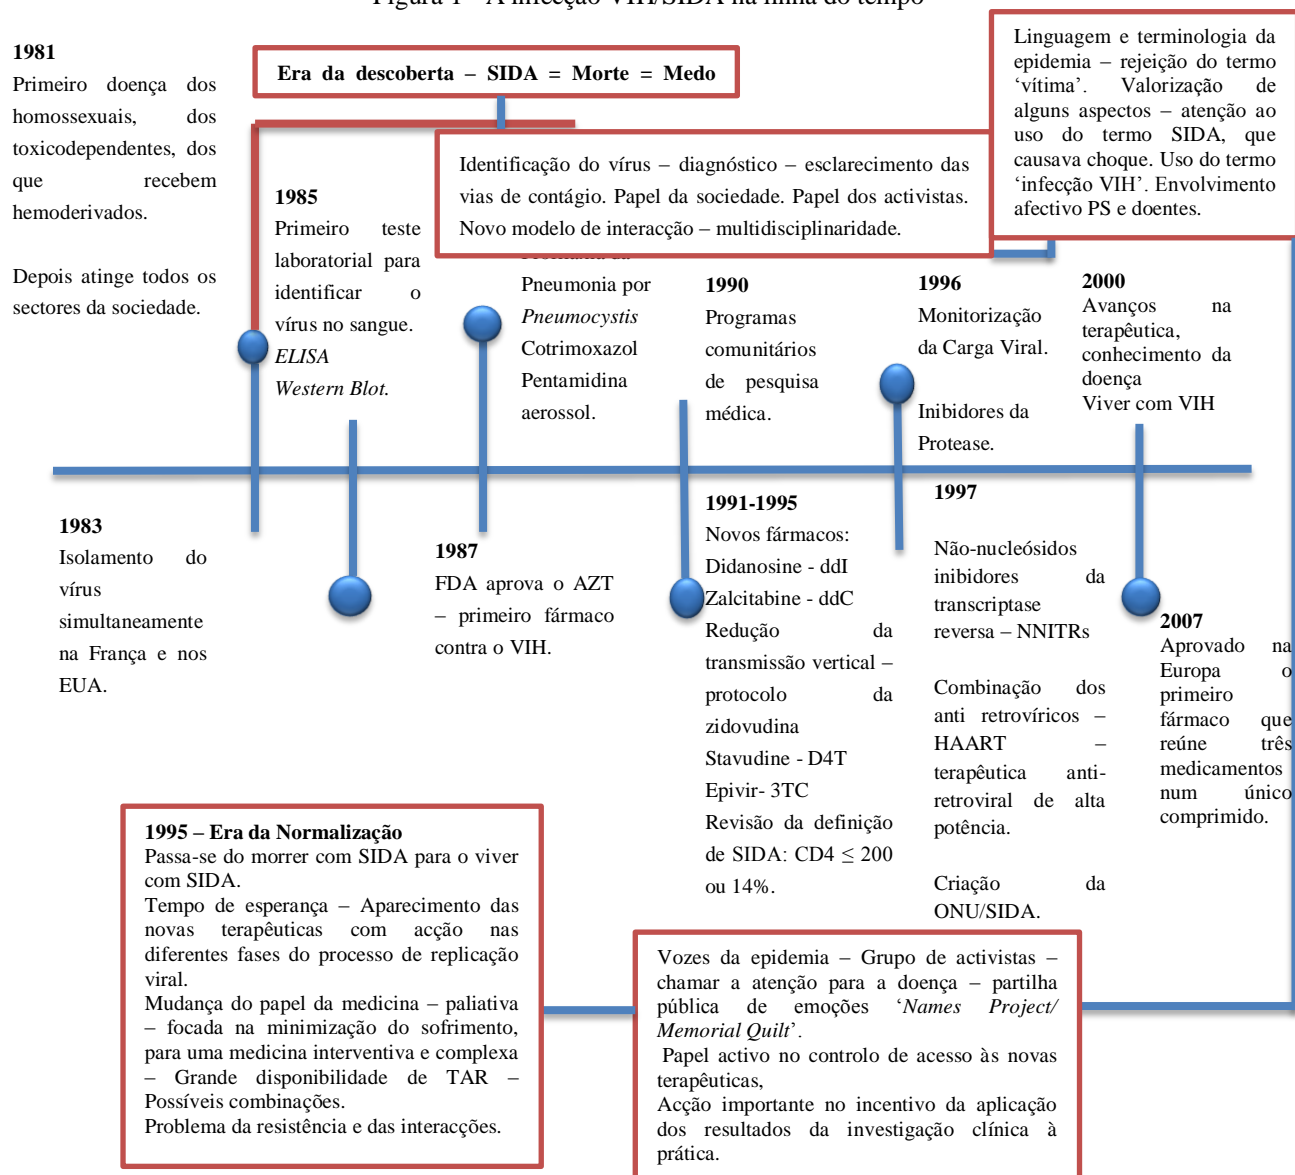 Figura 1 - A infecção VIH/SIDA na linha do tempo
1981
Primeiro doença dos
homossexuais, dos
toxicodependentes, dos
que recebem
hemoderivados.
Depois atinge todos os
sectores da sociedade.
Era da descoberta – SIDA = Morte = Medo
Linguagem e terminologia da
epidemia – rejeição do termo
‘vítima’. Valorização de
alguns aspectos – atenção ao
uso do termo SIDA, que
causava choque. Uso do termo
‘infecção VIH’. Envolvimento
afectivo PS e doentes.
Identificação do vírus – diagnóstico – esclarecimento das
vias de contágio. Papel da sociedade. Papel dos activistas.
Novo modelo de interacção – multidisciplinaridade.
1985
Primeiro teste
laboratorial para
identificar o
vírus no sangue.
ELISA
Western Blot.
Pneumonia por
Pneumocystis
Cotrimoxazol
Pentamidina
aerossol.
1990
Programas
comunitários
de pesquisa
médica.
1996
Monitorização
da Carga Viral.
Inibidores da
Protease.
2000
Avanços na
terapêutica,
conhecimento da
doença
Viver com VIH
1983
Isolamento do
vírus
simultaneamente
na França e nos
EUA.
1987
FDA aprova o AZT
– primeiro fármaco
contra o VIH.
1991-1995
Novos fármacos:
Didanosine - ddI
Zalcitabine - ddC
Redução da
transmissão vertical –
protocolo da
zidovudina
Stavudine - D4T
Epivir- 3TC
Revisão da definição
de SIDA: CD4 ≤ 200
ou 14%.
1997
Não-nucleósidos
inibidores da
transcriptase
reversa – NNITRs
Combinação dos
anti retrovíricos –
HAART –
terapêutica anti-
retroviral de alta
potência.
Criação da
ONU/SIDA.
2007
Aprovado na
Europa o
primeiro
fármaco que
reúne três
medicamentos
num único
comprimido.
1995 – Era da Normalização
Passa-se do morrer com SIDA para o viver
com SIDA.
Tempo de esperança – Aparecimento das
novas terapêuticas com acção nas
diferentes fases do processo de replicação
viral.
Mudança do papel da medicina – paliativa
– focada na minimização do sofrimento,
para uma medicina interventiva e complexa
– Grande disponibilidade de TAR –
Possíveis combinações.
Problema da resistência e das interacções.
Vozes da epidemia – Grupo de activistas –
chamar a atenção para a doença – partilha
pública de emoções ‘Names Project/
Memorial Quilt’.
Papel activo no controlo de acesso às novas
terapêuticas,
Acção importante no incentivo da aplicação
dos resultados da investigação clínica à
prática.